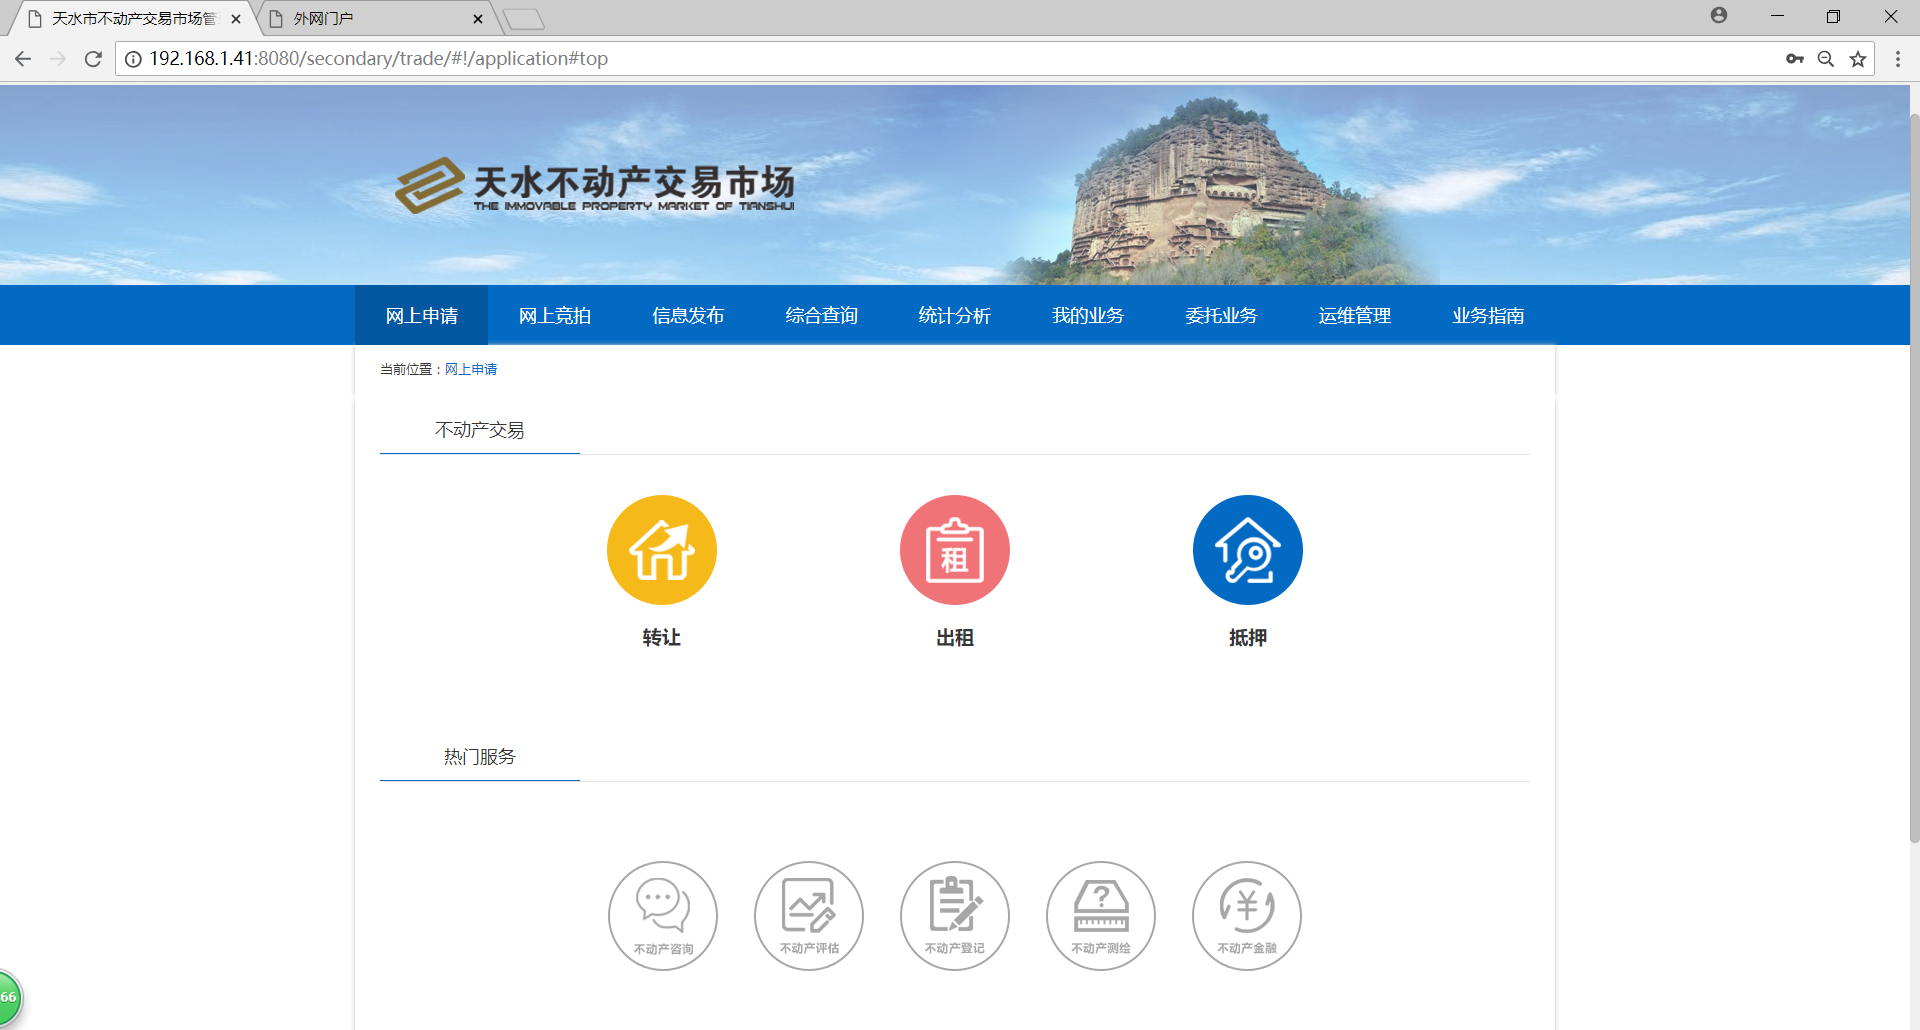 天水市不动产交易市场管
外网门户
192.168.1.41:8080/secondary/trade/#!/application#top
天水不动产交易市场
THE IMMOVABLE PROPERTY MARKET OF TIANSHUI
网上申请 网上竞拍 信息发布 综合查询 统计分析 我的业务 委托业务 运维管理 业务指南
当前位置：网上申请
不动产交易
租
转让 出租 抵押
热门服务
不动产咨询 不动产评估 不动产登记 不动产测绘 不动产金融
66